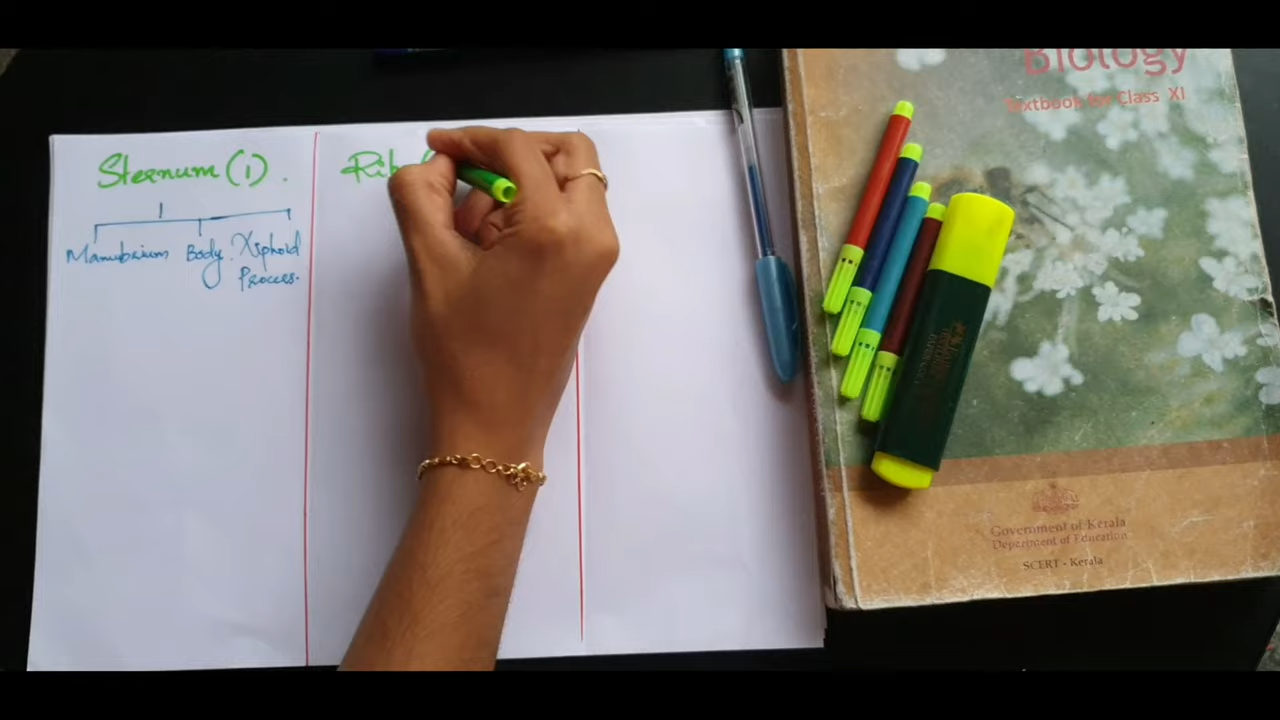 Sternum (1).
Manubrium Body. Xiphoid
Process.
Biology
Textbook for Class XI
Government of Kerala
Department of Education
SCERT - Kerala